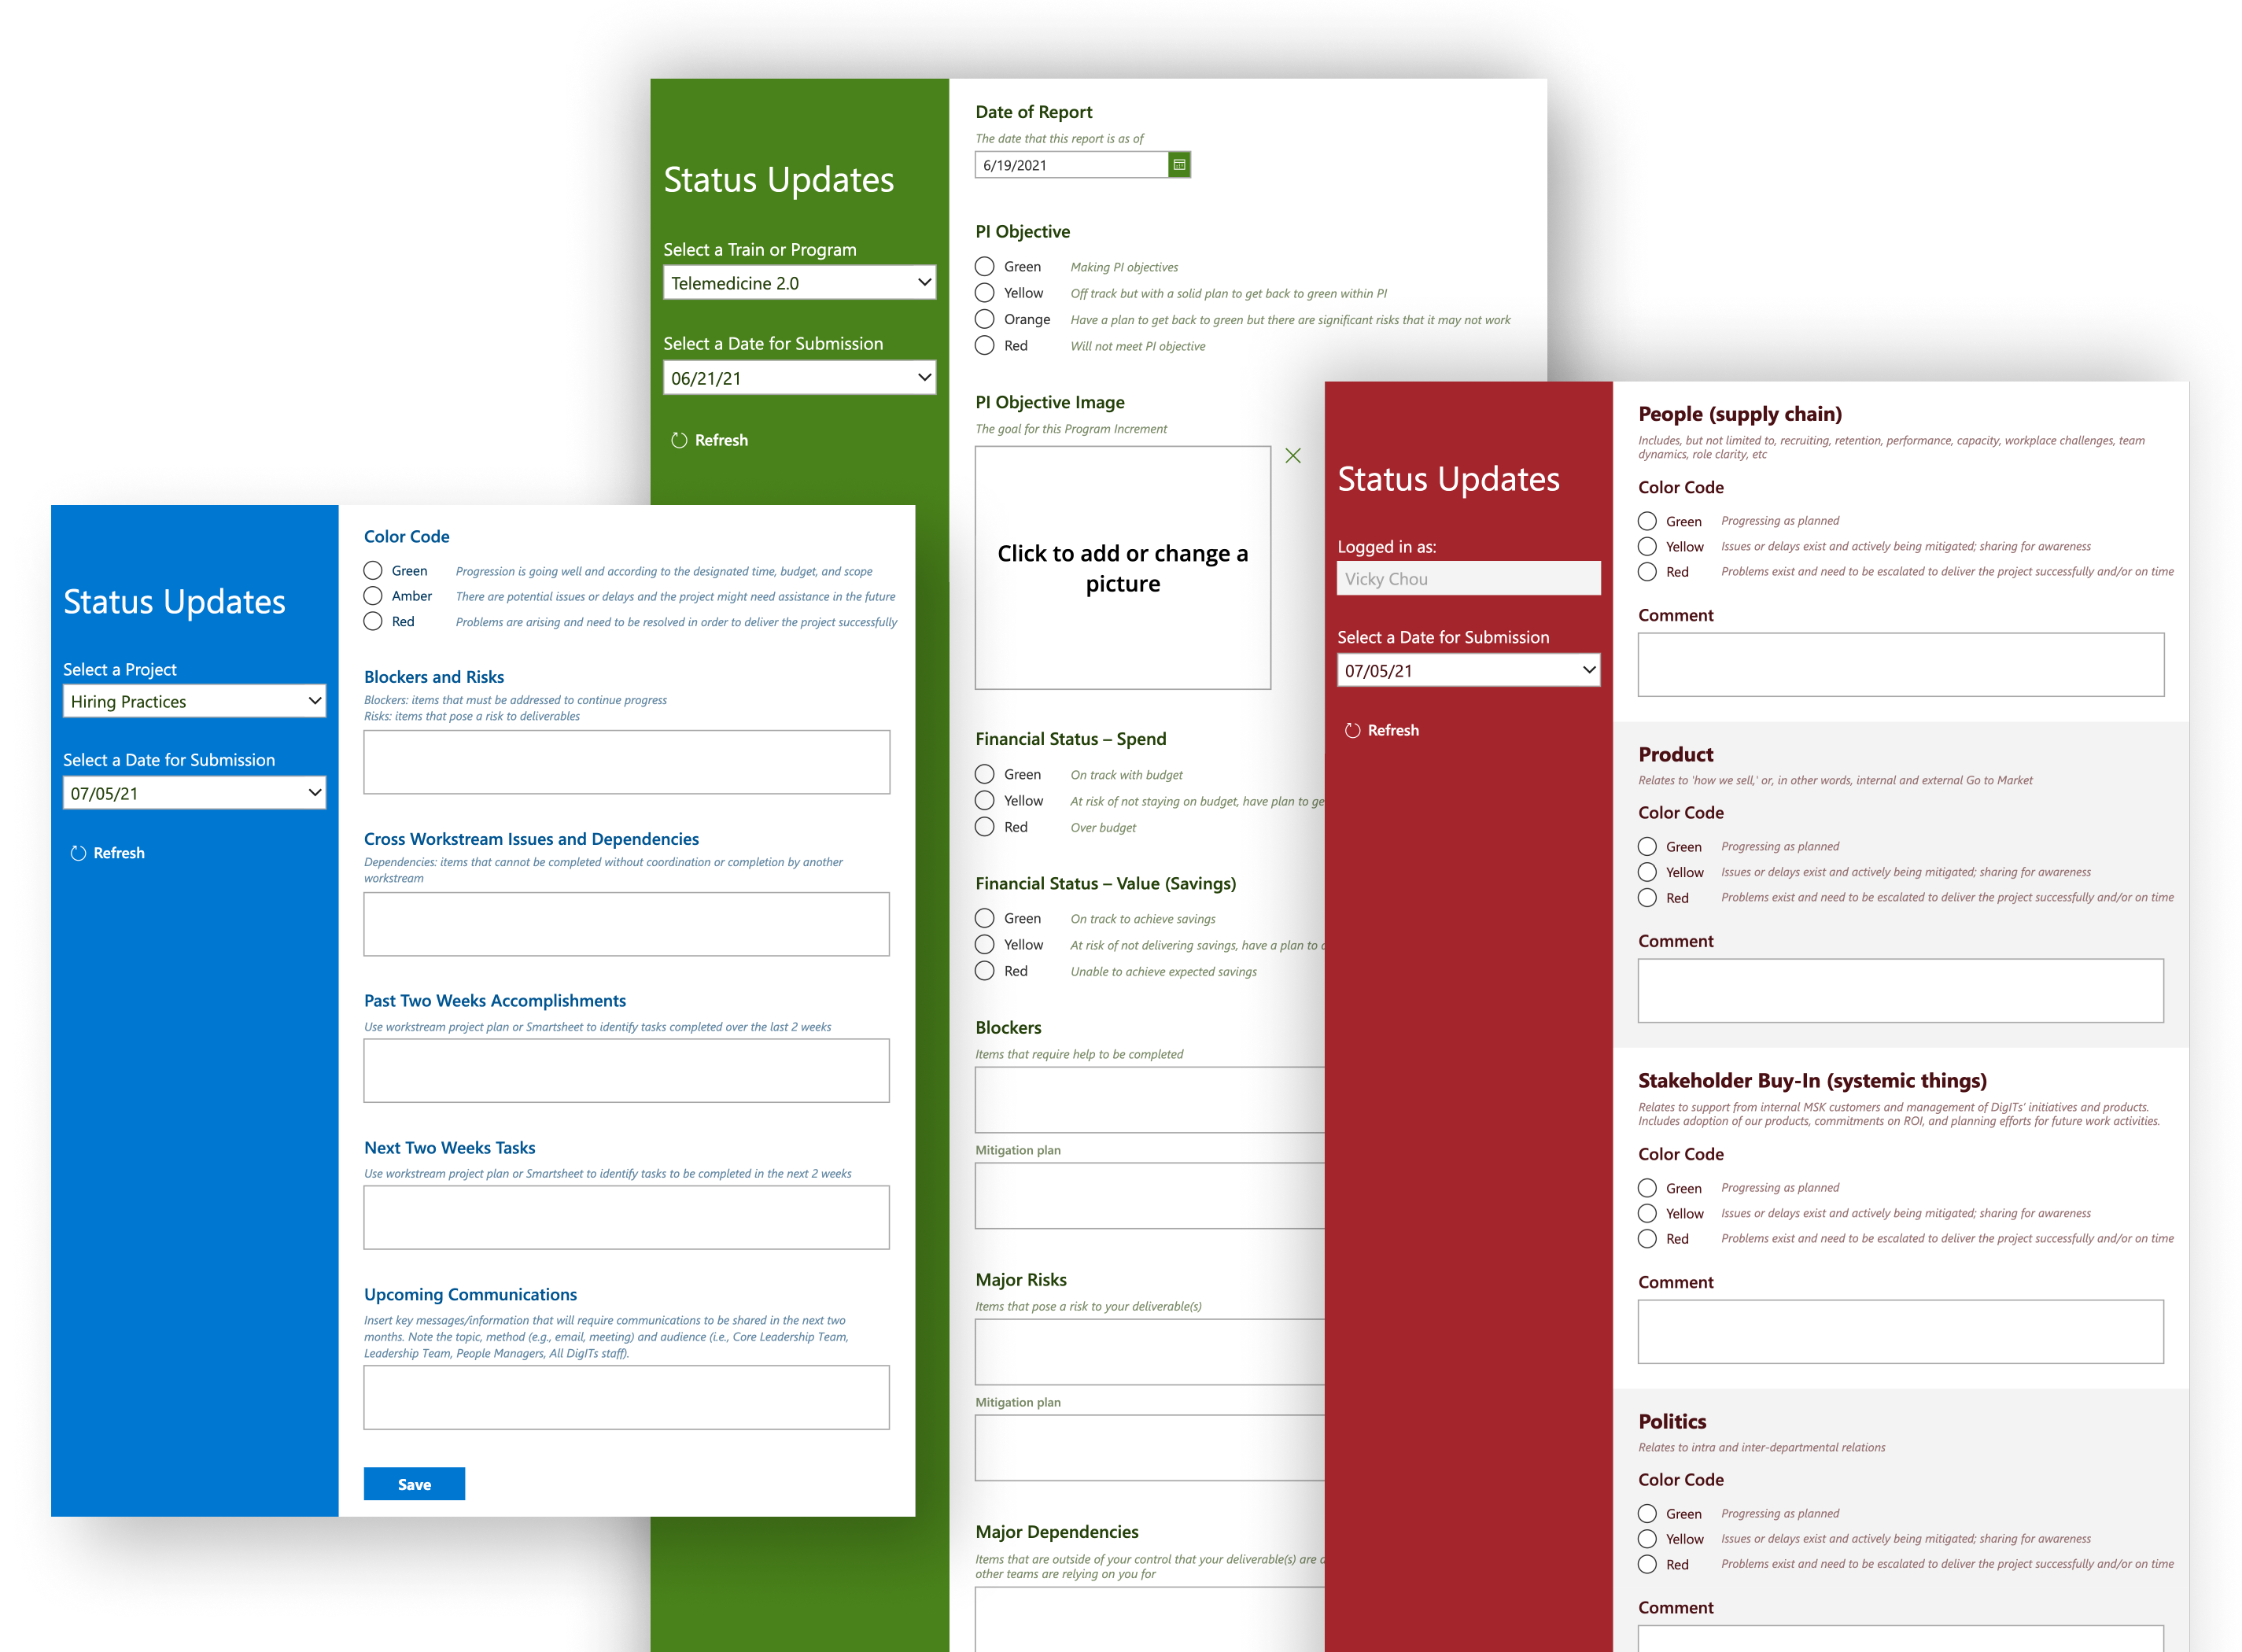 Status Updates
Select a Train or Program
Telemedicine 2.0
Select a Date for Submission
06/21/21
Refresh
Date of Report
The date that this report is as of
6/19/2021
PI Objective
Green Making PI objectives
Yellow Off track but with a solid plan to get back to green within PI
Orange Have a plan to get back to green but there are significant risks that it may not work
Red Will not meet PI objective
PI Objective Image
The goal for this Program Increment
Click to add or change a
picture
Financial Status – Spend
Green On track with budget
Yellow At risk of not staying on budget, have plan to
Red Over budget
Financial Status – Value (Savings)
Green On track to achieve savings
Yellow At risk of not delivering savings, have a plan to
Red Unable to achieve expected savings
Blockers
Items that require help to be completed
Mitigation plan
Major Risks
Items that pose a risk to your deliverable(s)
Mitigation plan
Major Dependencies
Items that are outside of your control that your deliverable(s) are
other teams are relying on you for
Status Updates
Select a Project
Hiring Practices
Select a Date for Submission
07/05/21
Refresh
Color Code
Green Progression is going well and according to the designated time, budget, and scope
Amber There are potential issues or delays and the project might need assistance in the future
Red Problems are arising and need to be resolved in order to deliver the project successfully
Blockers and Risks
Blockers: items that must be addressed to continue progress
Risks: items that pose a risk to deliverables
Cross Workstream Issues and Dependencies
Dependencies: items that cannot be completed without coordination or completion by another
workstream
Past Two Weeks Accomplishments
Use workstream project plan or Smartsheet to identify tasks completed over the last 2 weeks
Next Two Weeks Tasks
Use workstream project plan or Smartsheet to identify tasks to be completed in the next 2 weeks
Upcoming Communications
Insert key messages/information that will require communications to be shared in the next two
months. Note the topic, method (e.g., email, meeting) and audience (i.e., Core Leadership Team,
Leadership Team, People Managers, All DigITs staff).
Save
Status Updates
Logged in as:
Vicky Chou
Select a Date for Submission
07/05/21
Refresh
People (supply chain)
Includes, but not limited to, recruiting, retention, performance, capacity, workplace challenges, team
dynamics, role clarity, etc
Color Code
Green Progressing as planned
Yellow Issues or delays exist and actively being mitigated; sharing for awareness
Red Problems exist and need to be escalated to deliver the project successfully and/or on time
Comment
Product
Relates to 'how we sell,' or, in other words, internal and external Go to Market
Color Code
Green Progressing as planned
Yellow Issues or delays exist and actively being mitigated; sharing for awareness
Red Problems exist and need to be escalated to deliver the project successfully and/or on time
Comment
Stakeholder Buy-In (systemic things)
Relates to support from internal MSK customers and management of DigITs' initiatives and products.
Includes adoption of our products, commitments on ROI, and planning efforts for future work activities.
Color Code
Green Progressing as planned
Yellow Issues or delays exist and actively being mitigated; sharing for awareness
Red Problems exist and need to be escalated to deliver the project successfully and/or on time
Comment
Politics
Relates to intra and inter-departmental relations
Color Code
Green Progressing as planned
Yellow Issues or delays exist and actively being mitigated; sharing for awareness
Red Problems exist and need to be escalated to deliver the project successfully and/or on time
Comment